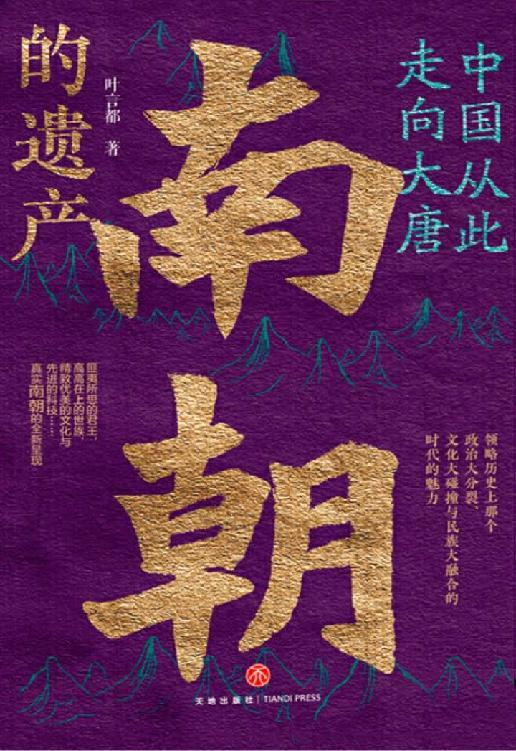 中国从此
走向大唐
南朝
的遗产
叶言都 著
领略历史上那个
政治大分裂、
文化大碰撞与民族大融合的
时代的魅力
匪夷所思的君王、
高高在上的世族、
精致优美的文化与
先进的科技……
真实南朝的全新呈现
天地出版社 | TIANDI PRESS